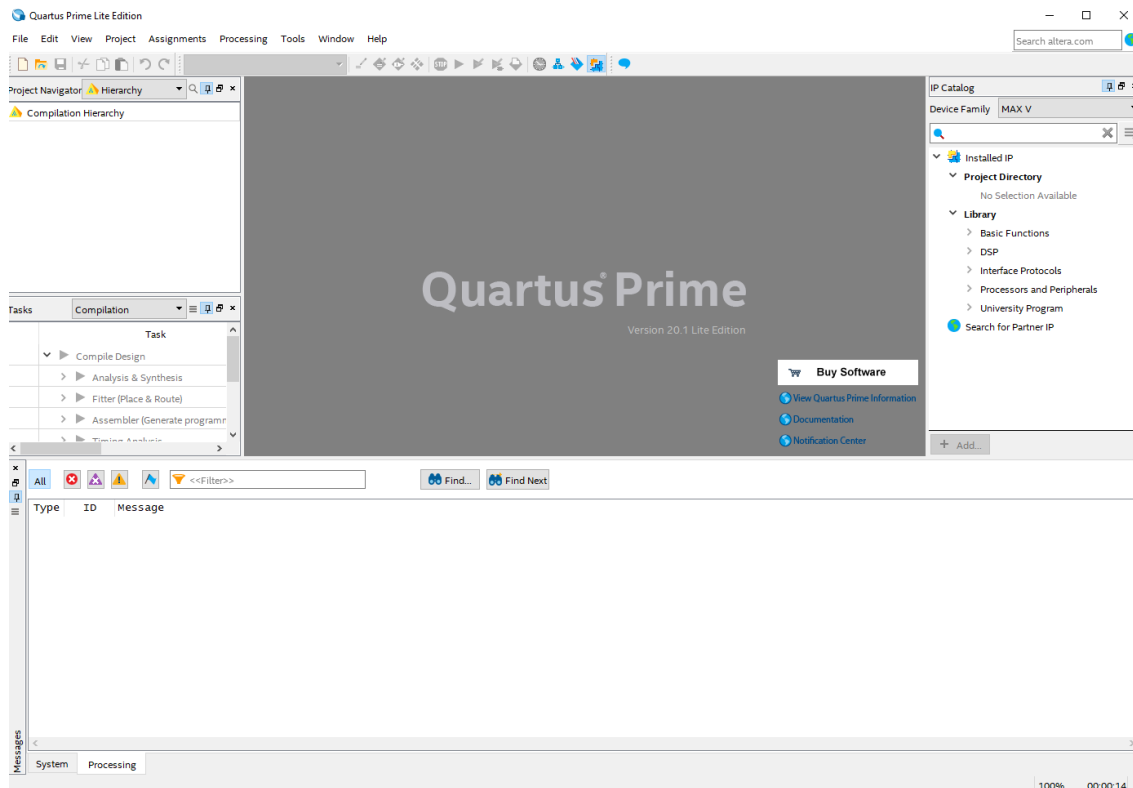 Quartus Prime Lite Edition
File Edit View Project Assignments Processing Tools Window Help
Search altera.com
Project Navigator Hierarchy
Compilation Hierarchy
Tasks Compilation
Task
Compile Design
Analysis & Synthesis
Fitter (Place & Route)
Assembler (Generate programr
Timing Analysis
Quartus® Prime
Version 20.1 Lite Edition
Buy Software
View Quartus Prime Information
Documentation
Notification Center
IP Catalog
Device Family MAX V
Installed IP
Project Directory
No Selection Available
Library
Basic Functions
DSP
Interface Protocols
Processors and Peripherals
University Program
Search for Partner IP
+ Add...
All <<Filter>> Find... Find Next
Type ID Message
Messages
System Processing
100% 00:00:14